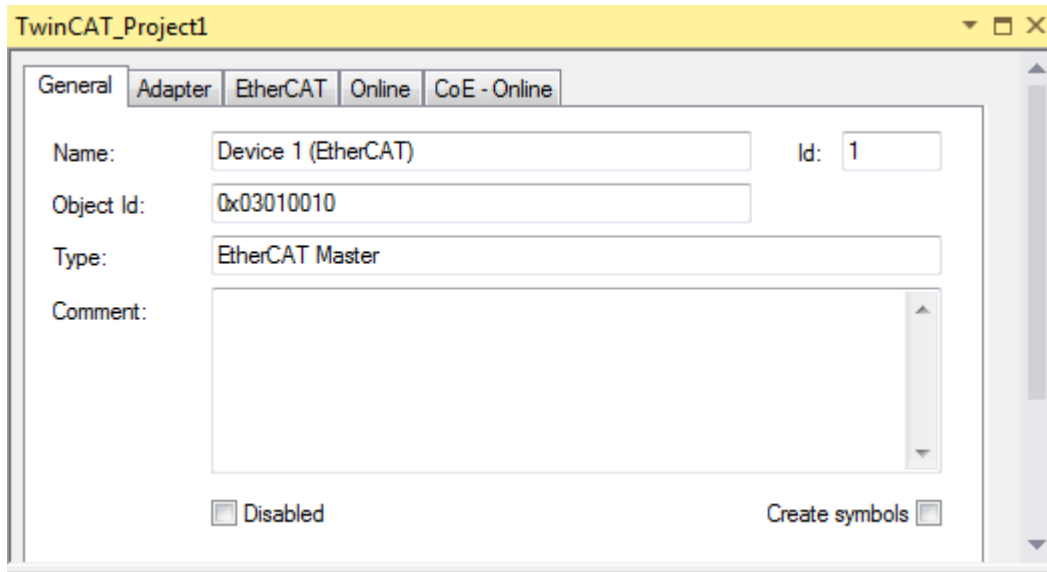 TwinCAT_Project1
General Adapter EtherCAT Online CoE - Online
Name: Device 1 (EtherCAT) Id: 1
Object Id: 0x03010010
Type: EtherCAT Master
Comment:
Disabled Create symbols